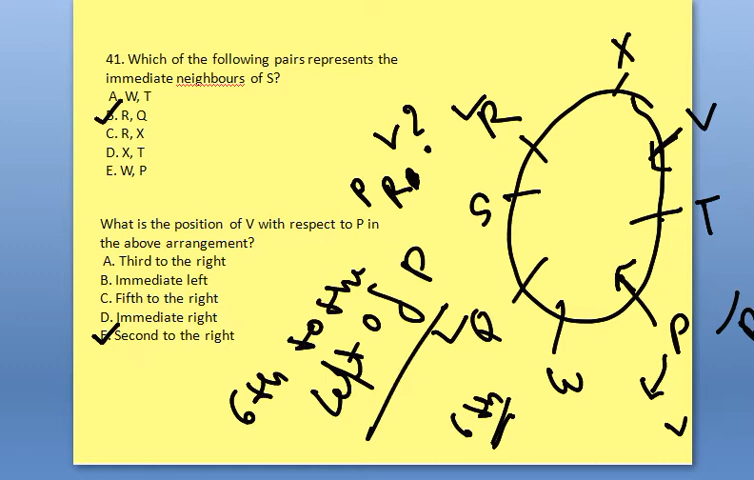 41. Which of the following pairs represents the
immediate neighbours of S?
A. W, T
B. R, Q
C. R, X
D. X, T
E. W, P
What is the position of V with respect to P in
the above arrangement?
A. Third to the right
B. Immediate left
C. Fifth to the right
D. Immediate right
E. Second to the right
X
V
T
P
V
W
Q
S
R
V?
P R
6th to the
left of P
6th